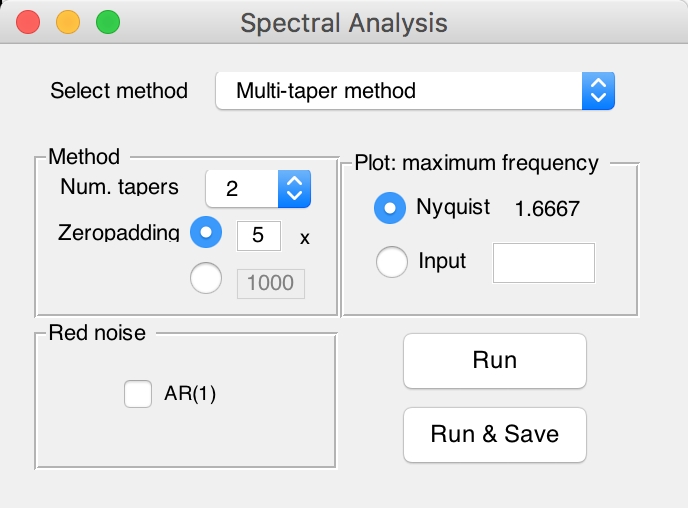 Spectral Analysis
Select method Multi-taper method
Method
Num. tapers 2
Zeropadding 5 x
1000
Plot: maximum frequency
Nyquist 1.6667
Input
Red noise
AR(1)
Run
Run & Save